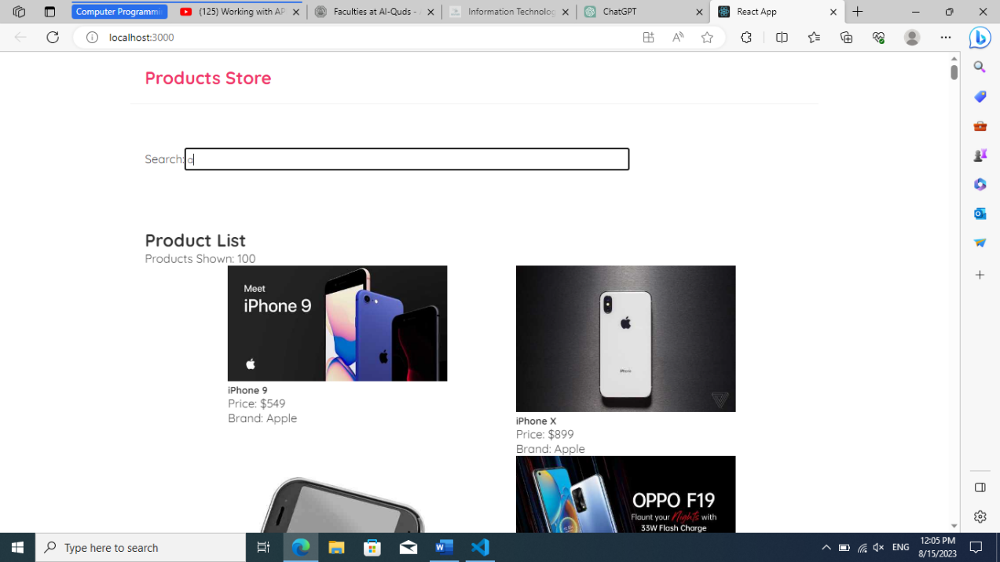 Computer Programmi
(125) Working with AP
Faculties at Al-Quds - A
Information Technolog
ChatGPT
React App
localhost:3000
Products Store
Search:
a
Product List
Products Shown: 100
Meet
iPhone 9
iPhone 9
Price: $549
Brand: Apple
iPhone
iPhone X
Price: $899
Brand: Apple
OPPO F19
Flaunt your Nights with
33W Flash Charge
Type here to search
ENG
12:05 PM
8/15/2023